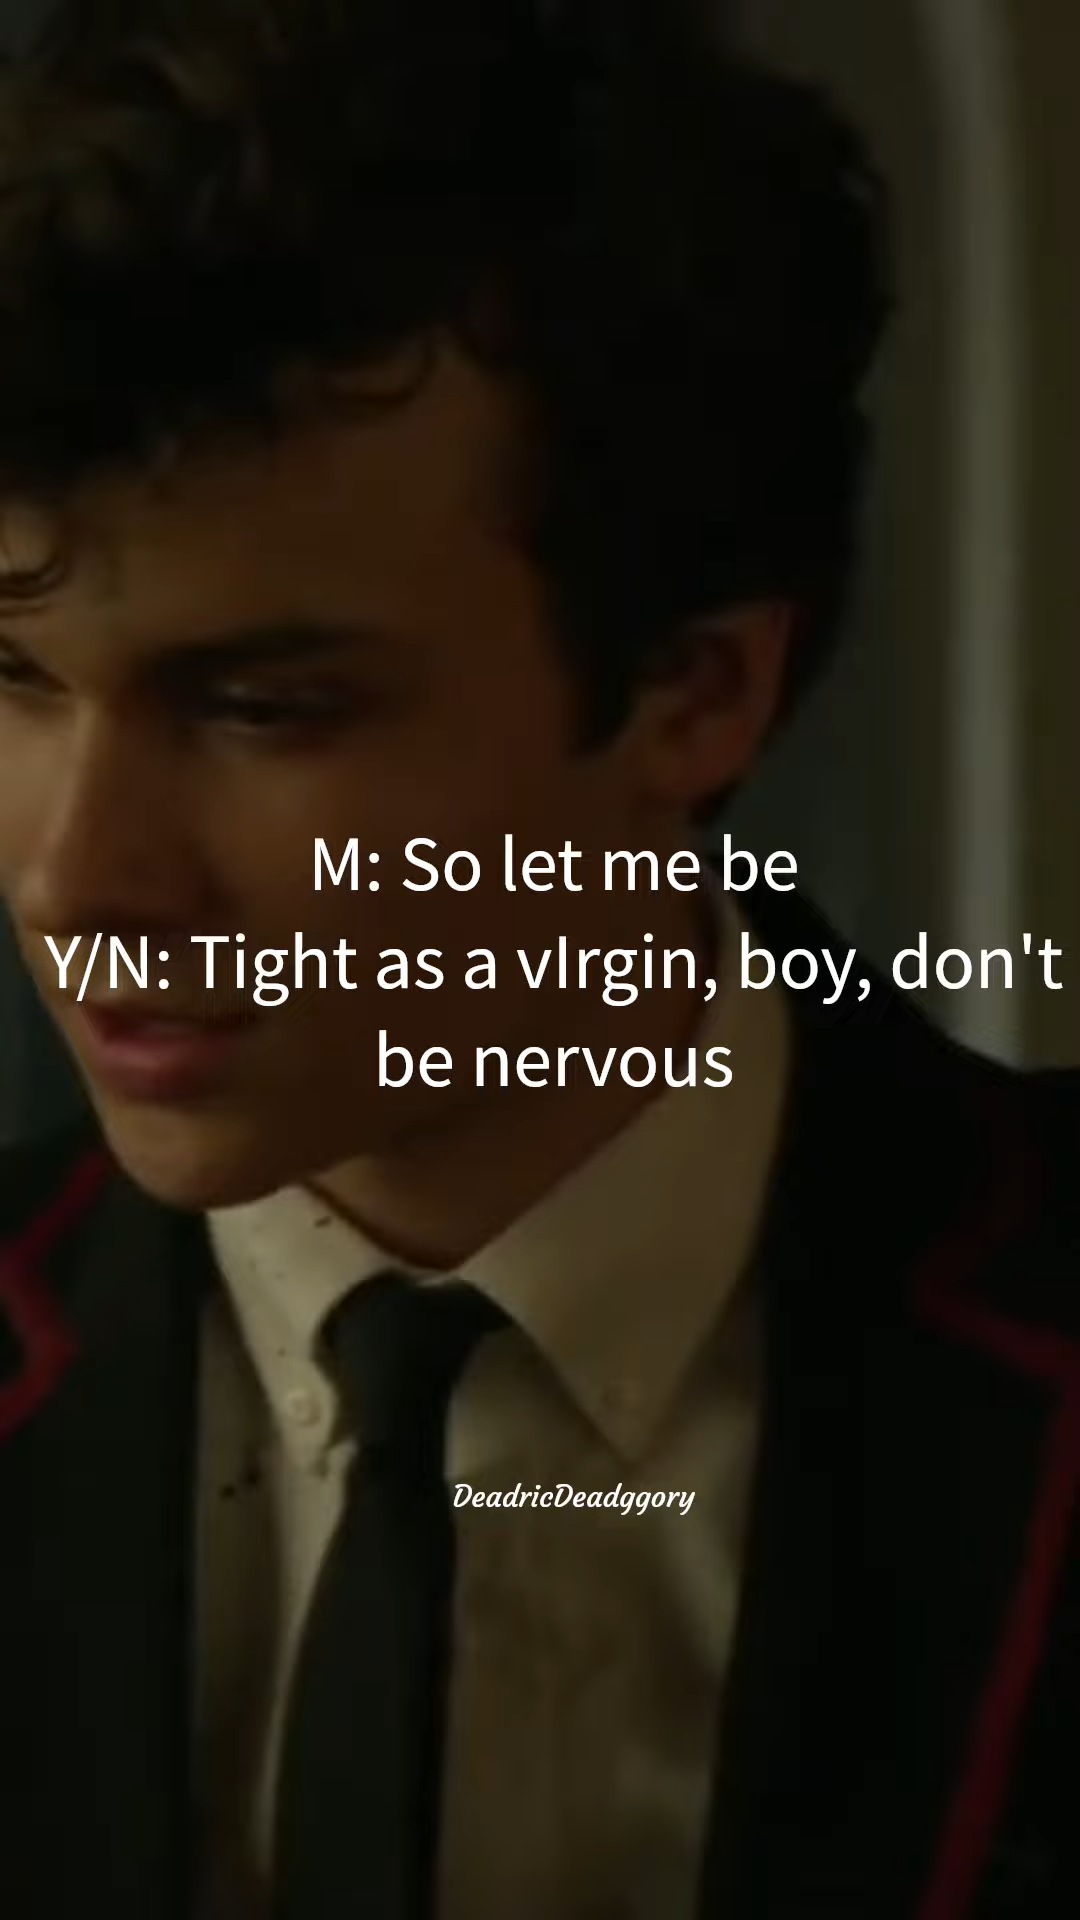 M: So let me be
Y/N: Tight as a vIrgin, boy, don't
be nervous
DeadricDeadggory